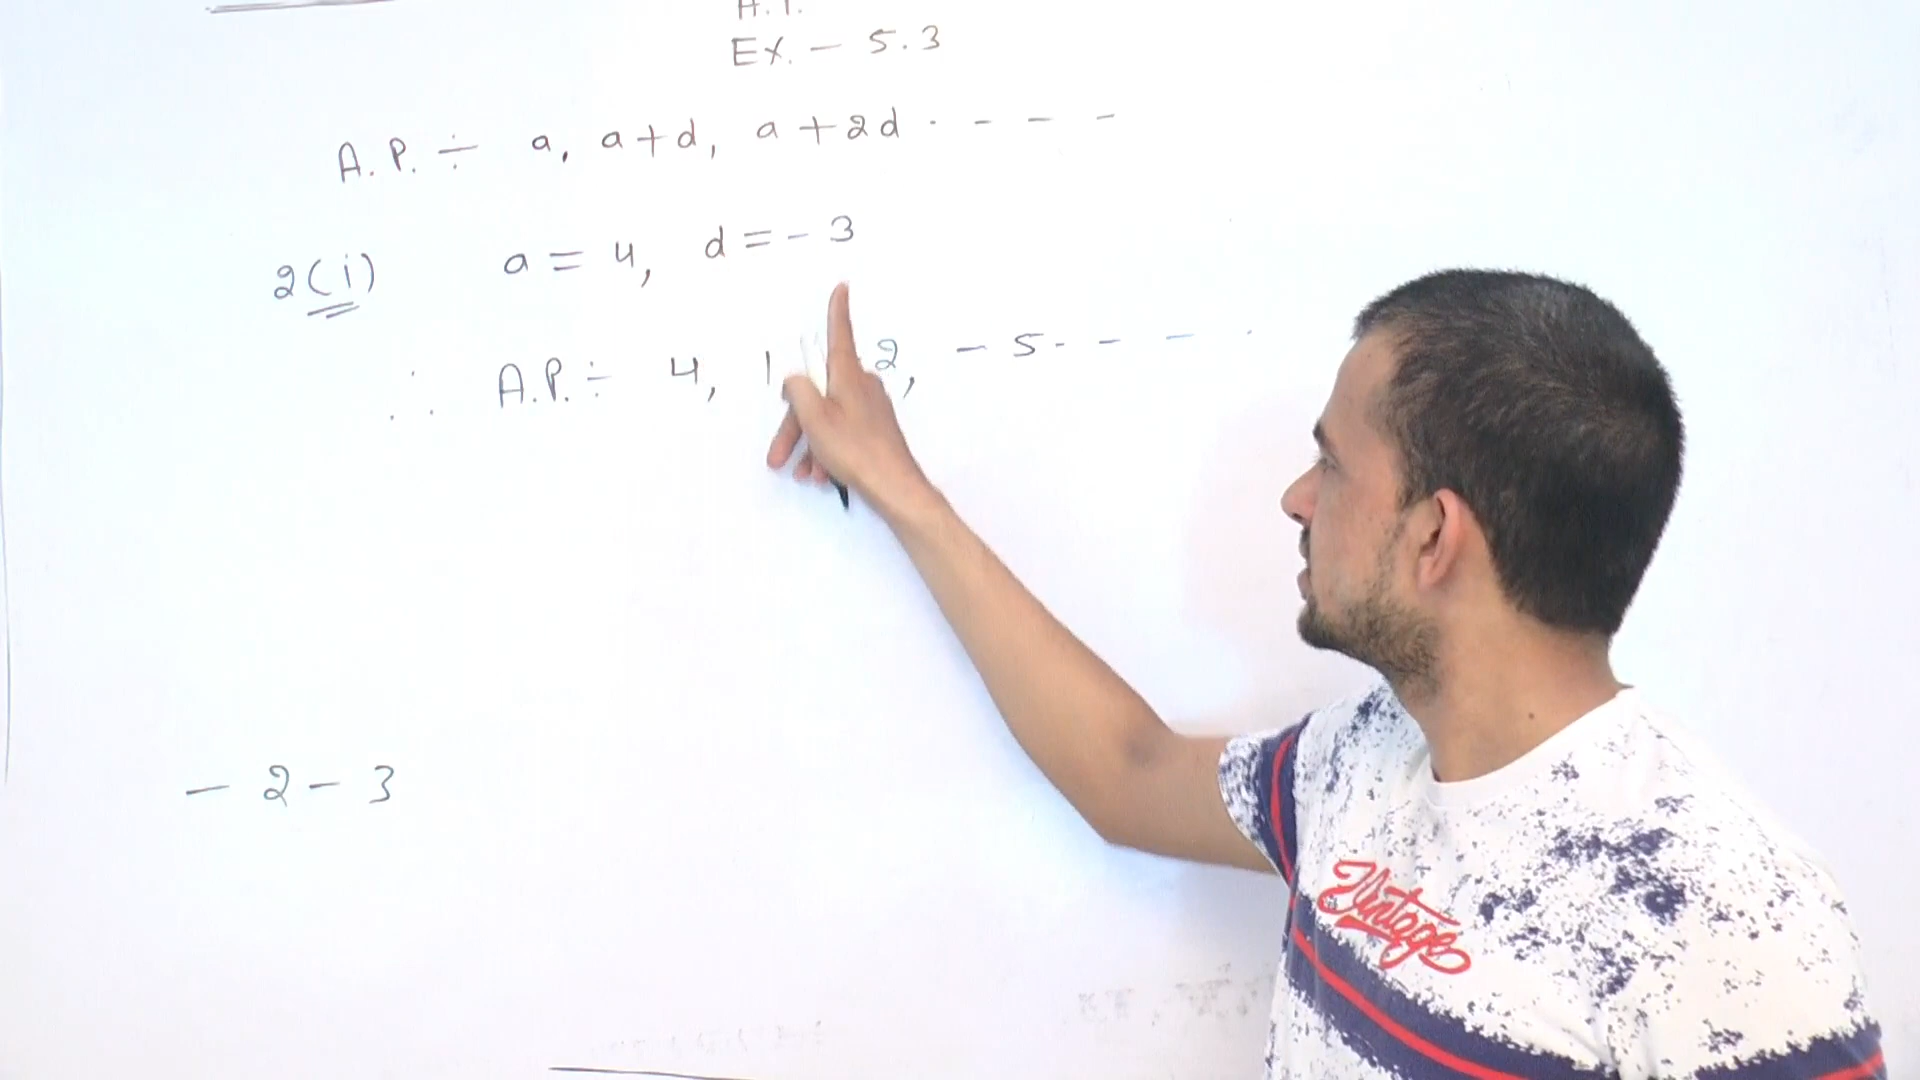 A.P.
Ex. - 5.3
A.P. ÷ a, a+d, a+2d - - - -
2(i) a = 4, d = - 3
∴ A.P. ÷ 4, 1 2, - 5 - - - -
- 2 - 3
Vintage